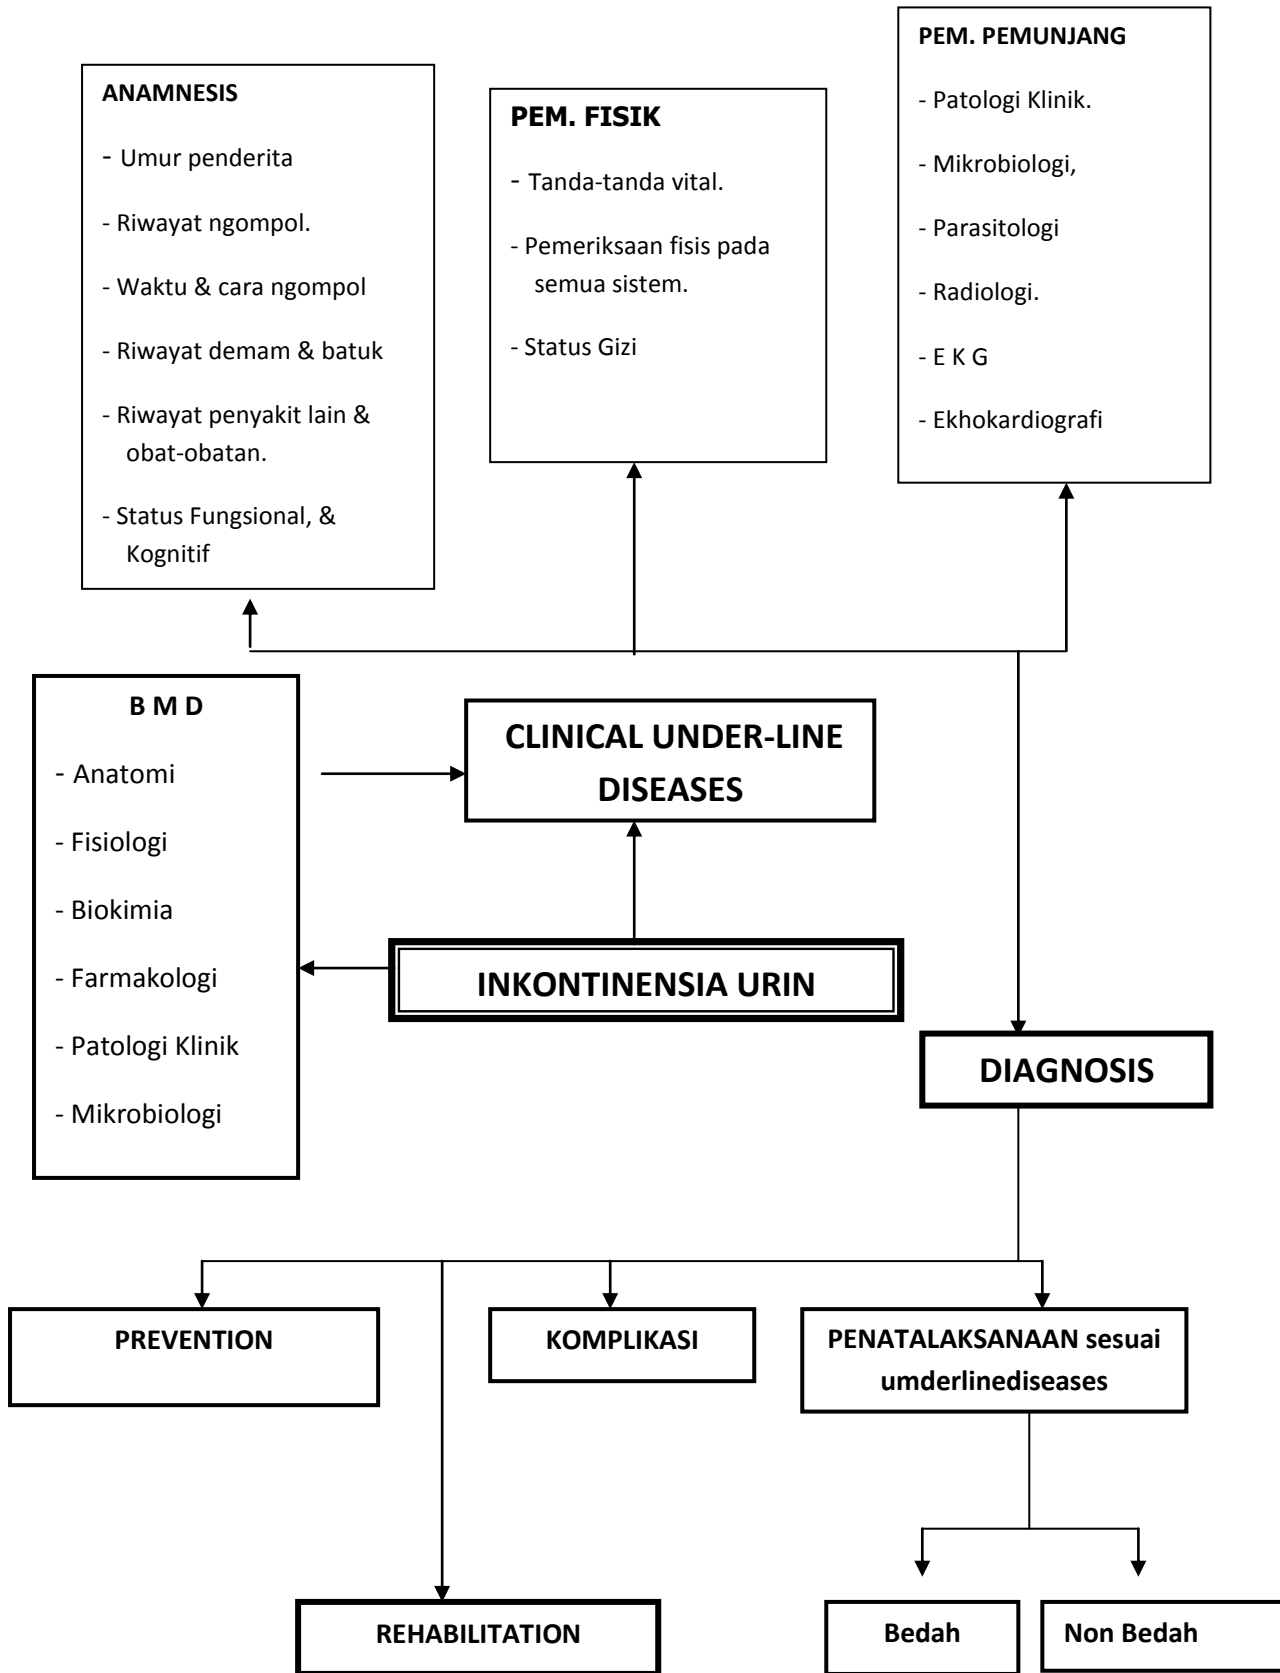 ANAMNESIS
- Umur penderita
- Riwayat ngompol.
- Waktu & cara ngompol
- Riwayat demam & batuk
- Riwayat penyakit lain &
obat-obatan.
- Status Fungsional, &
Kognitif
PEM. FISIK
- Tanda-tanda vital.
- Pemeriksaan fisis pada
semua sistem.
- Status Gizi
PEM. PEMUNJANG
- Patologi Klinik.
- Mikrobiologi,
- Parasitologi
- Radiologi.
- E K G
- Ekhokardiografi
B M D
- Anatomi
- Fisiologi
- Biokimia
- Farmakologi
- Patologi Klinik
- Mikrobiologi
CLINICAL UNDER-LINE
DISEASES
INKONTINENSIA URIN
DIAGNOSIS
PREVENTION
KOMPLIKASI
PENATALAKSANAAN sesuai
umderlinediseases
REHABILITATION
Bedah
Non Bedah